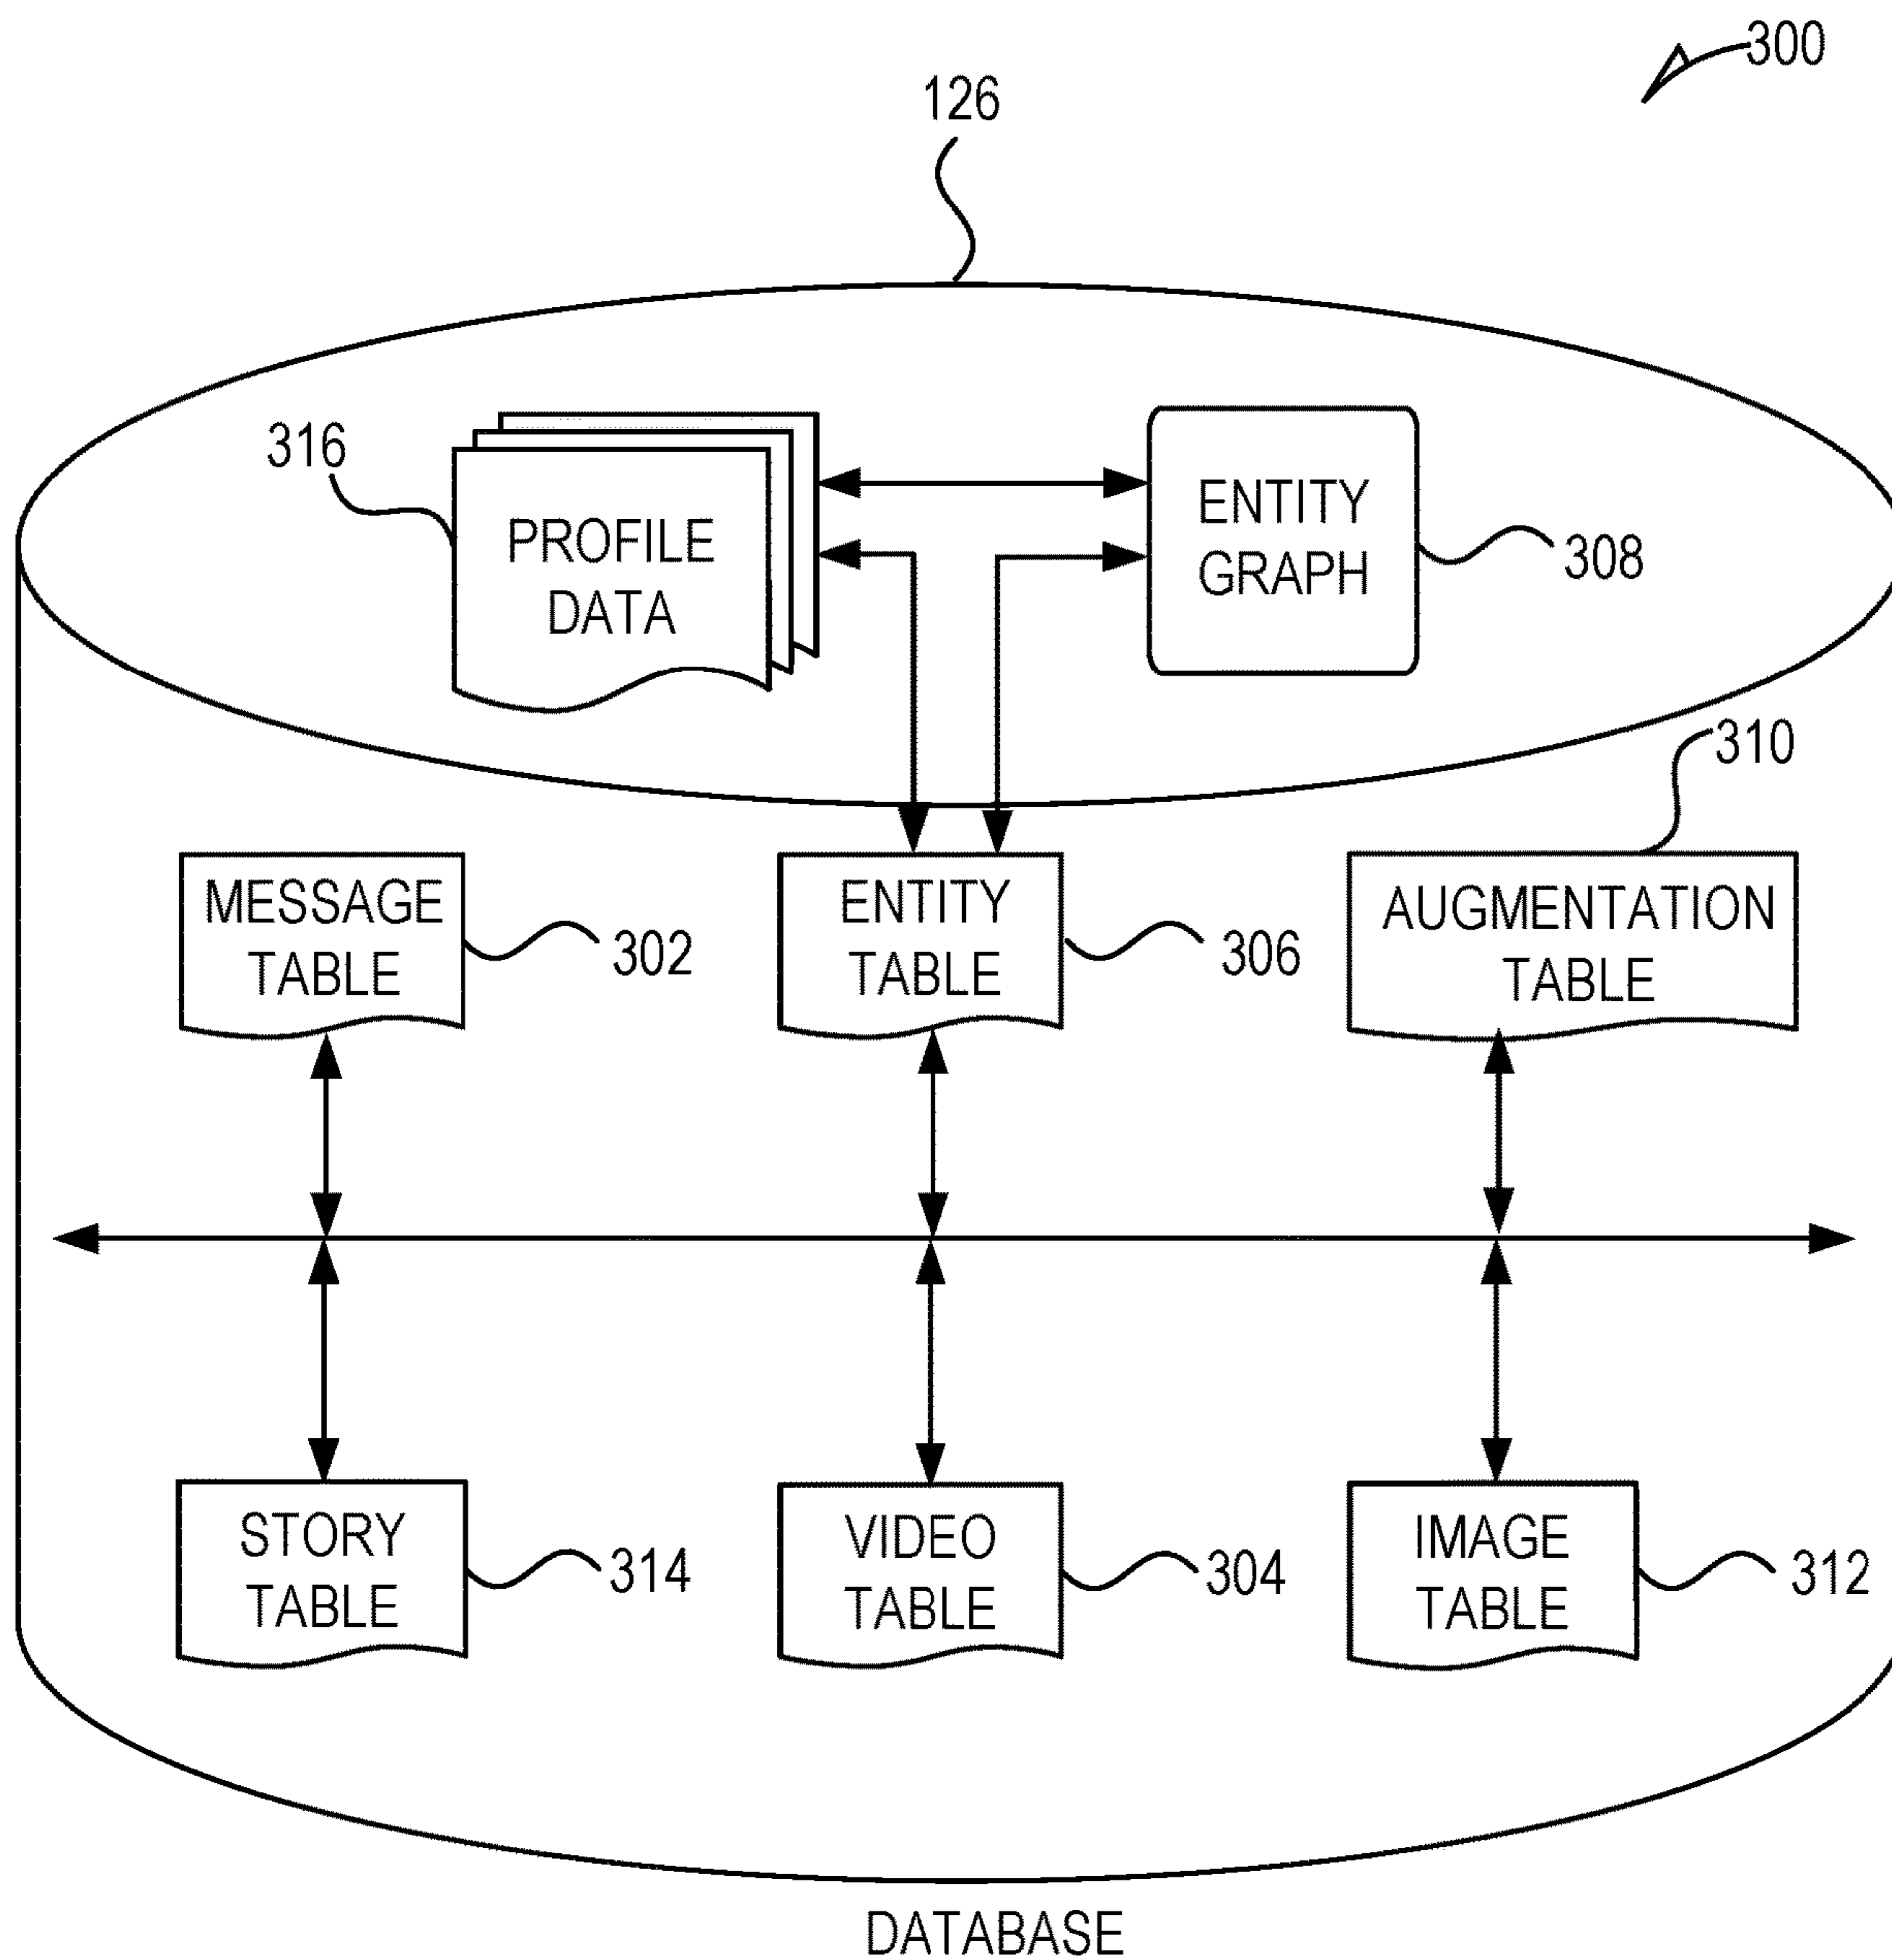 300
126
316
PROFILE
DATA
ENTITY
GRAPH
308
310
MESSAGE
TABLE
302
ENTITY
TABLE
306
AUGMENTATION
TABLE
STORY
TABLE
314
VIDEO
TABLE
304
IMAGE
TABLE
312
DATABASE